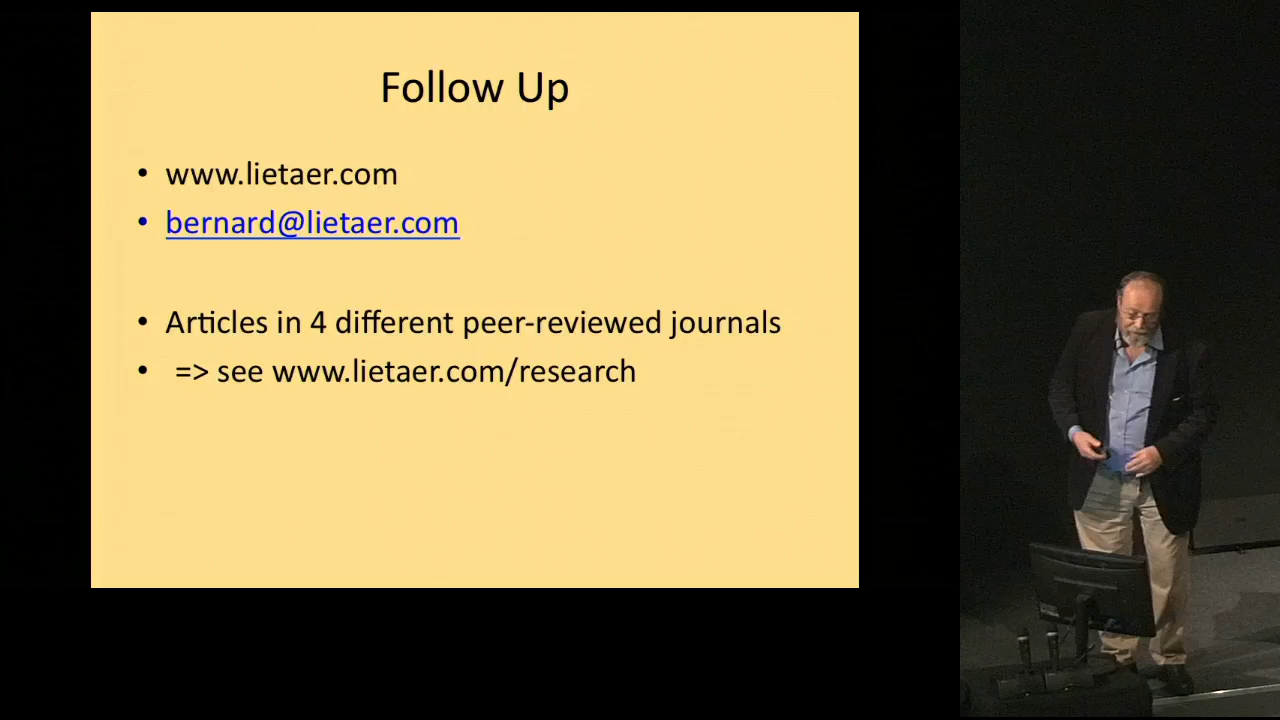 Follow Up
• www.lietaer.com
• bernard@lietaer.com
• Articles in 4 different peer-reviewed journals
• => see www.lietaer.com/research